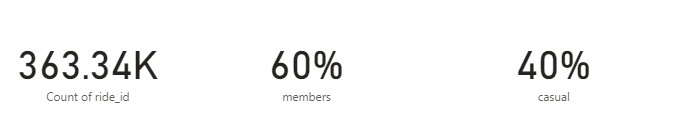 363.34K 60% 40%
Count of ride_id members casual